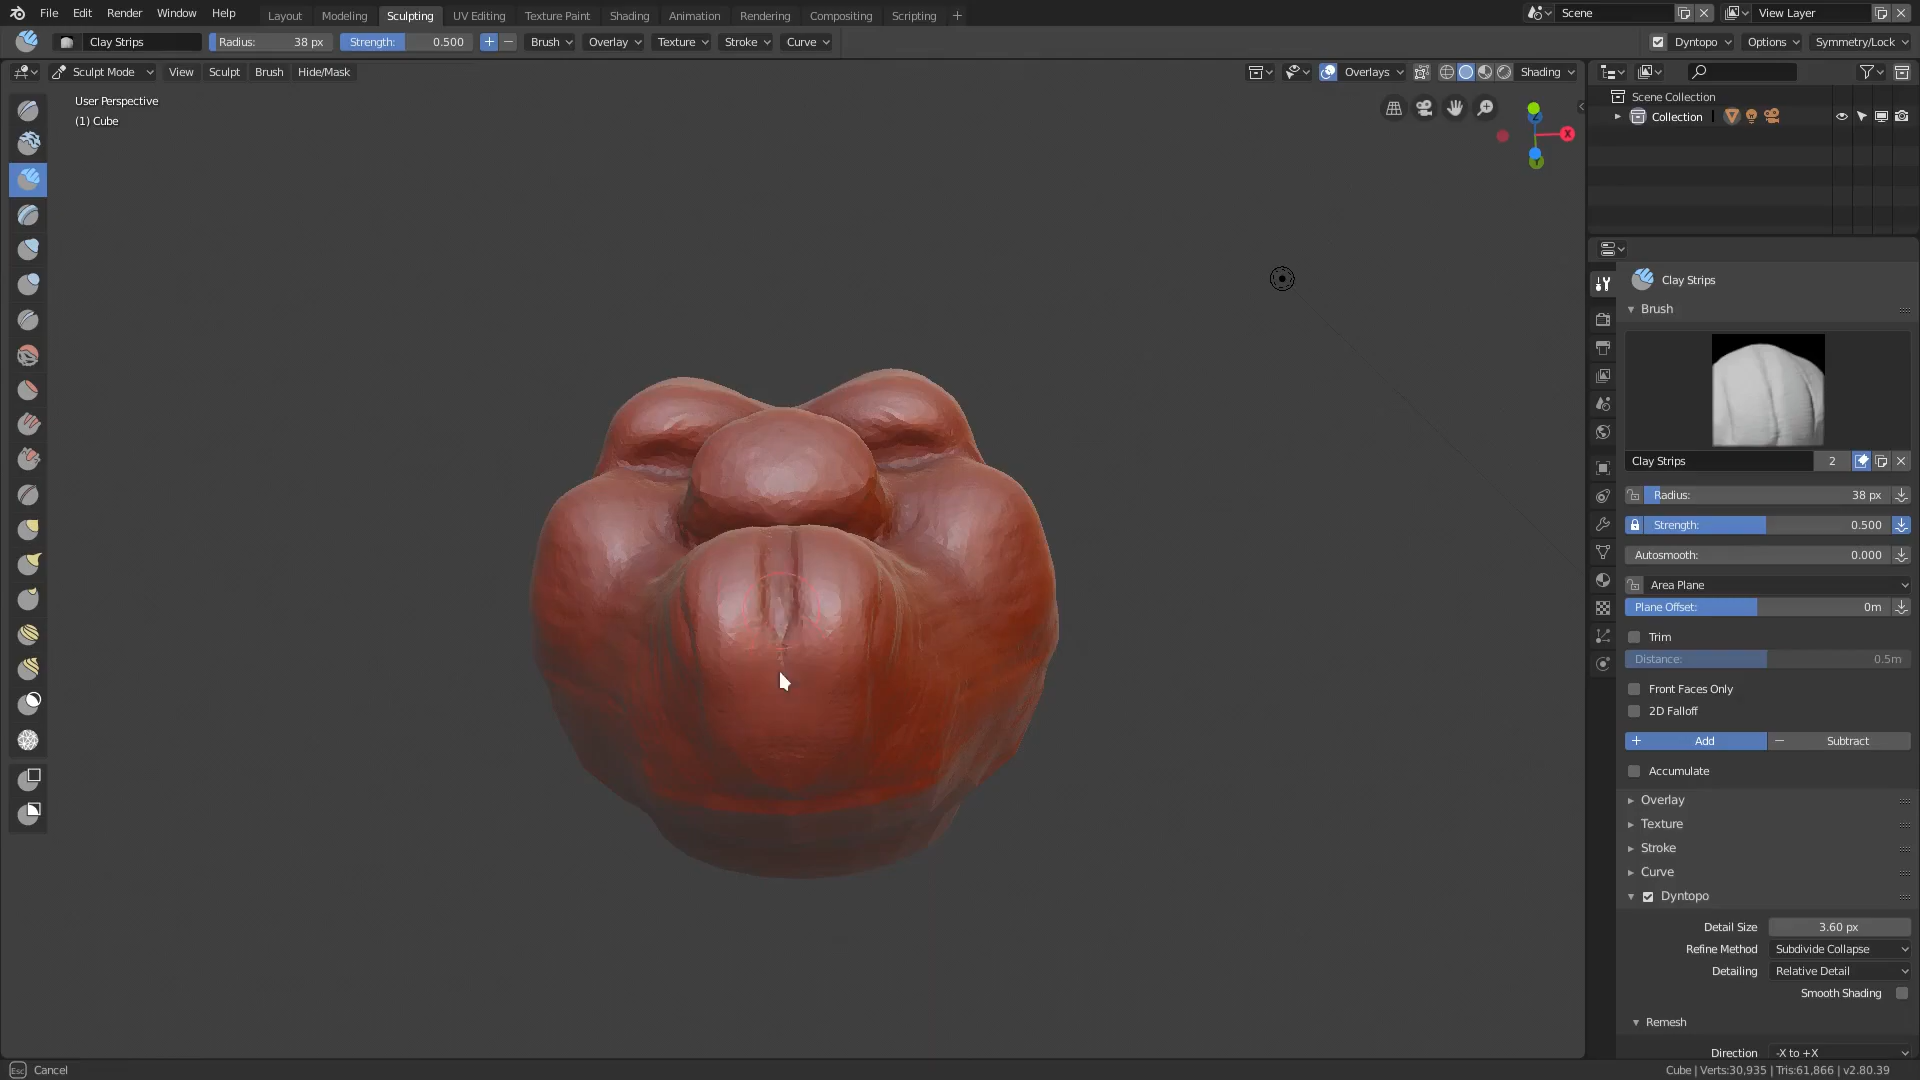 File Edit Render Window Help Layout Modeling Sculpting UV Editing Texture Paint Shading Animation Rendering Compositing Scripting + Scene View Layer
Clay Strips Radius: 38 px Strength: 0.500 Brush Overlay Texture Stroke Curve Dyntopo Options Symmetry/Lock
Sculpt Mode View Sculpt Brush Hide/Mask Overlays Shading
User Perspective
(1) Cube
X
Z
Y
Scene Collection
Collection
Clay Strips
Brush
Clay Strips 2
Radius: 38 px
Strength: 0.500
Autosmooth: 0.000
Area Plane
Plane Offset: 0m
Trim
Distance: 0.5m
Front Faces Only
2D Falloff
+ Add − Subtract
Accumulate
Overlay
Texture
Stroke
Curve
Dyntopo
Detail Size 3.60 px
Refine Method Subdivide Collapse
Detailing Relative Detail
Smooth Shading
Remesh
Direction -X to +X
Esc Cancel Cube | Verts:30,935 | Tris:61,866 | v2.80.39